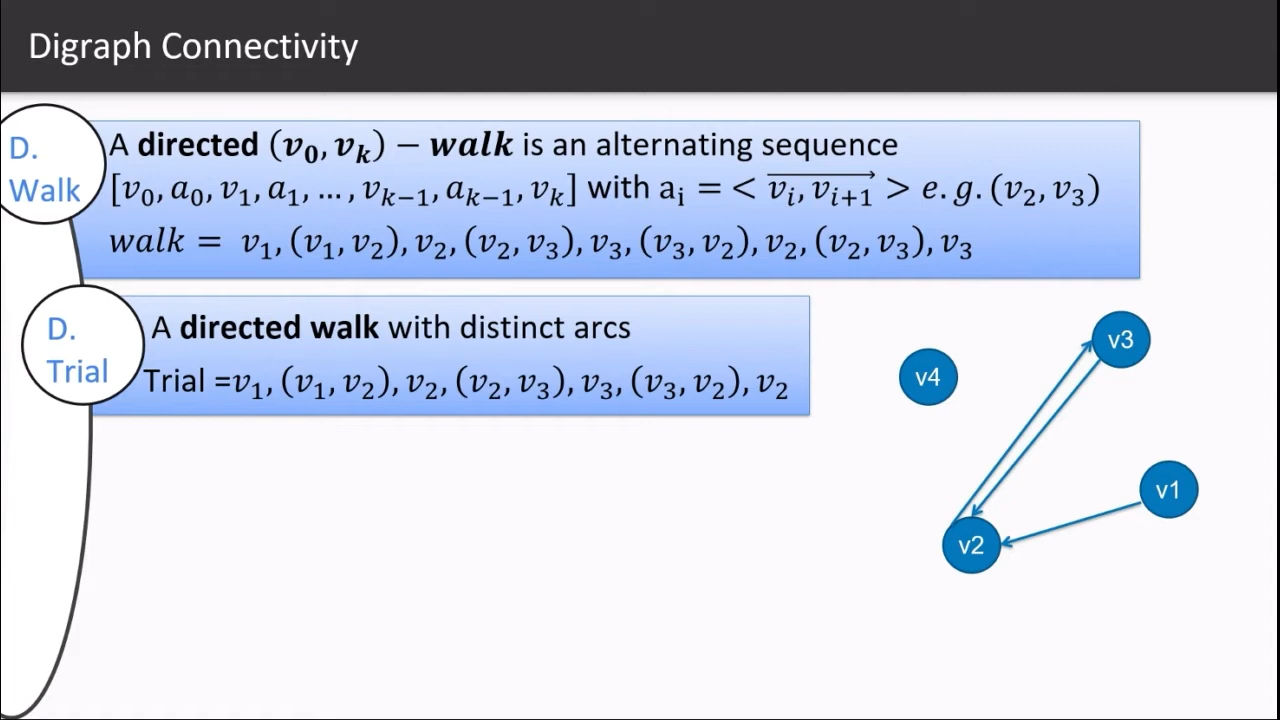 Digraph Connectivity
D.
Walk
A directed (v₀, vₖ) − walk is an alternating sequence
[v₀, a₀, v₁, a₁, … , vₖ₋₁, aₖ₋₁, vₖ] with aᵢ = < \overrightarrow{vᵢ, vᵢ₊₁} > e. g. (v₂, v₃)
walk = v₁, (v₁, v₂), v₂, (v₂, v₃), v₃, (v₃, v₂), v₂, (v₂, v₃), v₃
D.
Trial
A directed walk with distinct arcs
Trial =v₁, (v₁, v₂), v₂, (v₂, v₃), v₃, (v₃, v₂), v₂
v3
v4
v1
v2